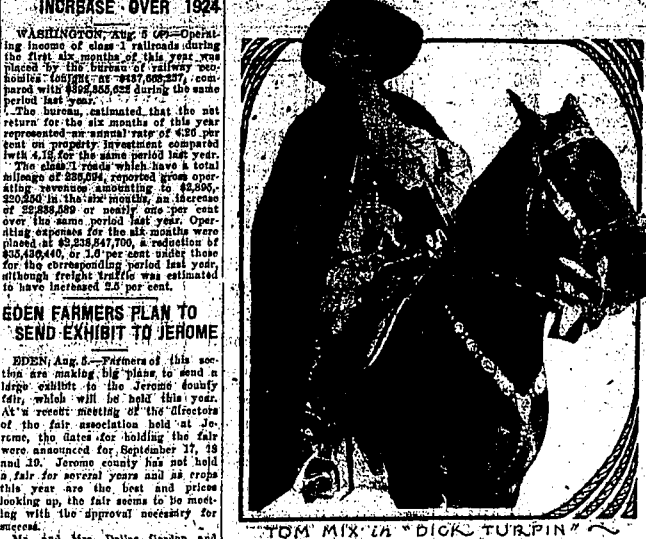 INCREASE OVER 1924
WASHINGTON, Aug. 5 (AP)—Operat-
ing income of class 1 railroads during
the first six months of this year was
placed by the bureau of railway eco-
nomics tonight at
pared with during the same
period last year.
The bureau estimated that the net
return for the six months of this year
represented an annual rate of 4.26 per
cent on property investment compared
iwth 4.12 for the same period last year.
The class 1 roads which have a total
mileage of reported gross oper-
ating revenues amounting to $2,895,-
in the six months, an increase
of or nearly one per cent
over the same period last year. Oper-
ating expenses for the six months were
placed at a reduction of
or 1.6 per cent under those
for the corresponding period last year,
although freight traffic was estimated
to have increased per cent.
EDEN FARMERS PLAN TO
SEND EXHIBIT TO JEROME
EDEN, Aug. 5.—Farmers of this sec-
tion are making big plans to send a
large exhibit to the Jerome county
fair, which will be held this year.
At a recent meeting of the directors
of the fair association held at Je-
rome, the dates for holding the fair
were announced for September 17, 18
and 19. Jerome county has not held
a fair for several years and as crops
this year are the best and prices
looking up, the fair seems to be meet-
ing with the approval necessary for
success.
Mr. and Mrs. Dallas Gordon and
TOM MIX in "DICK TURPIN"